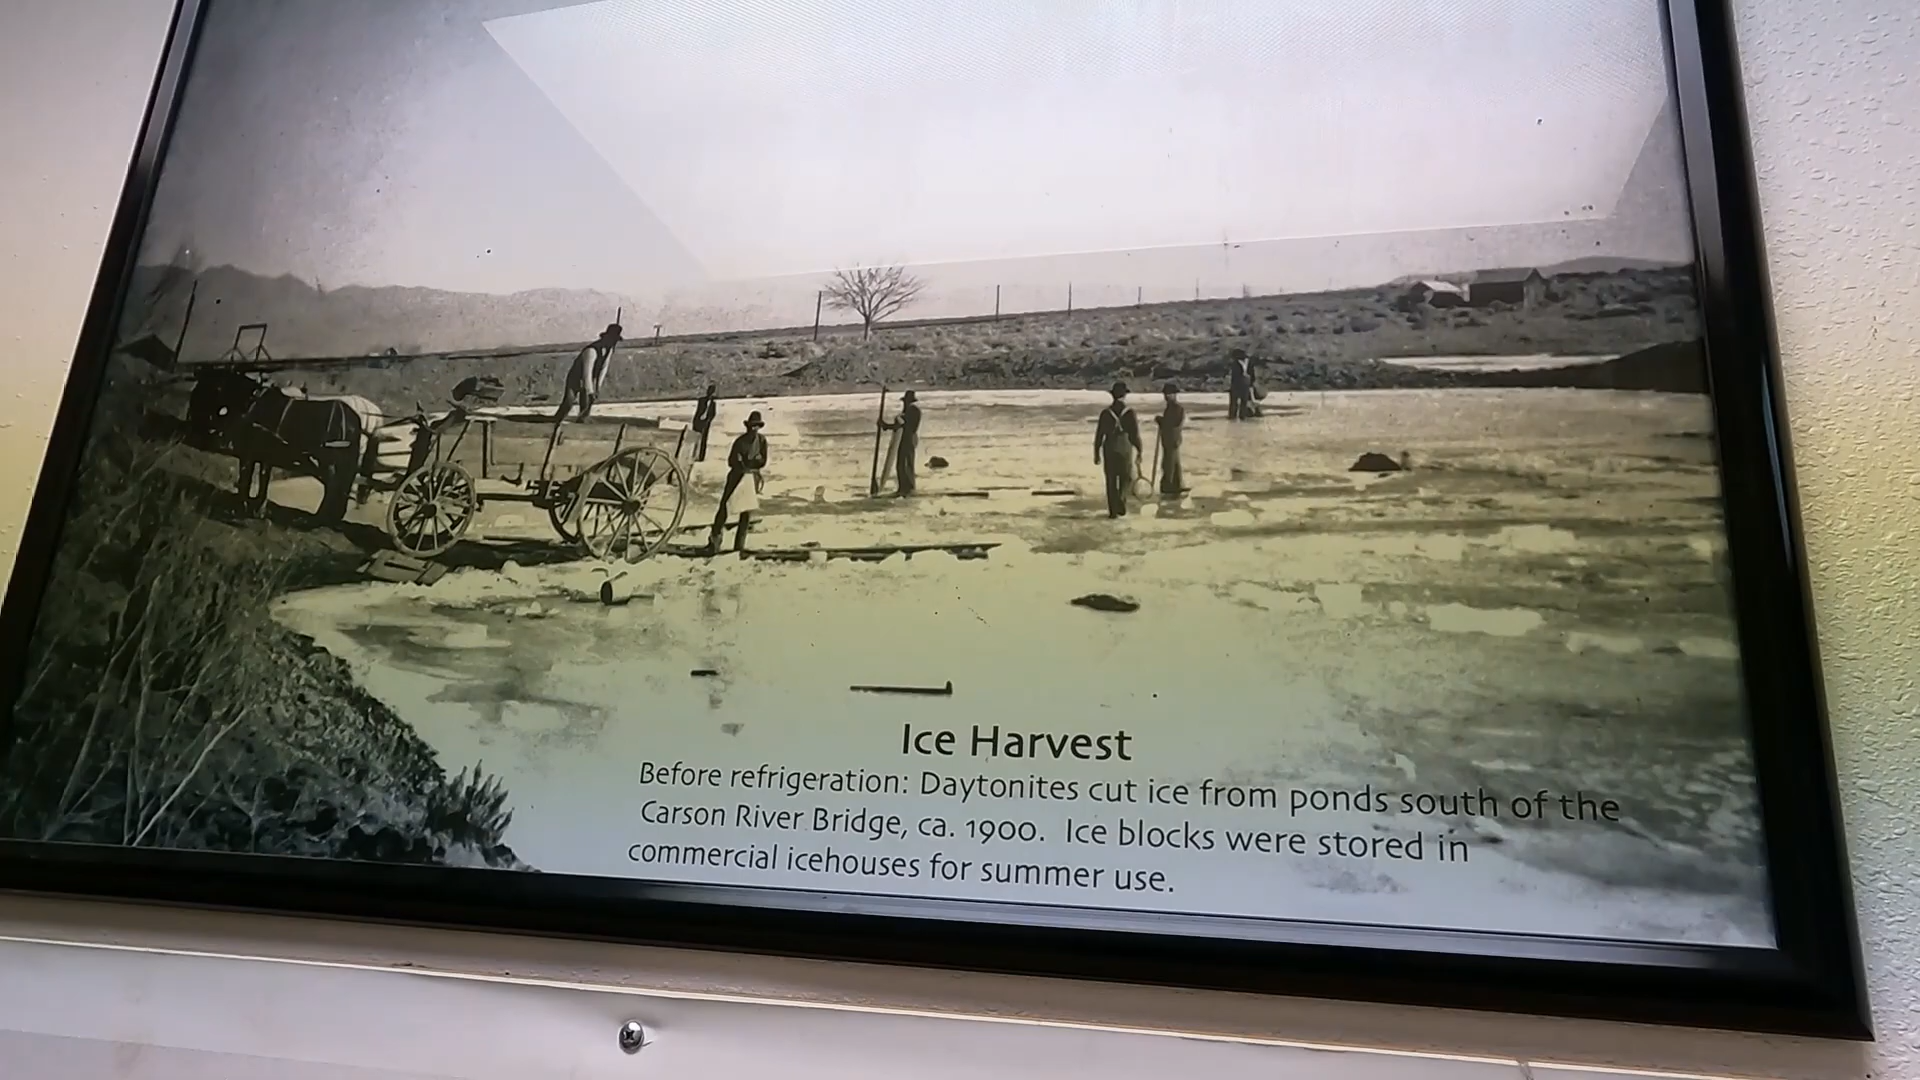 Ice Harvest
Before refrigeration: Daytonites cut ice from ponds south of the
Carson River Bridge, ca. 1900. Ice blocks were stored in
commercial icehouses for summer use.